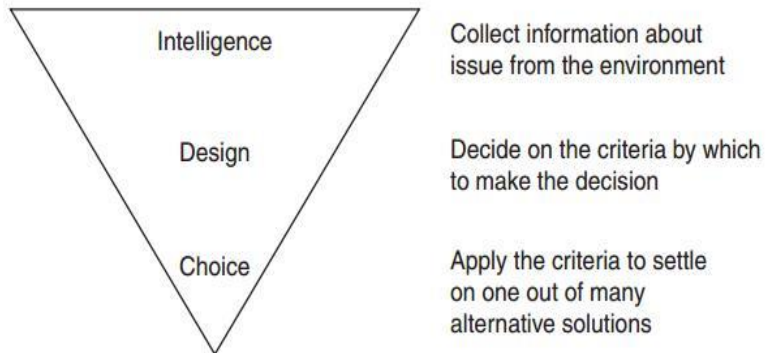 Intelligence
Collect information about
issue from the environment
Design
Decide on the criteria by which
to make the decision
Choice
Apply the criteria to settle
on one out of many
alternative solutions